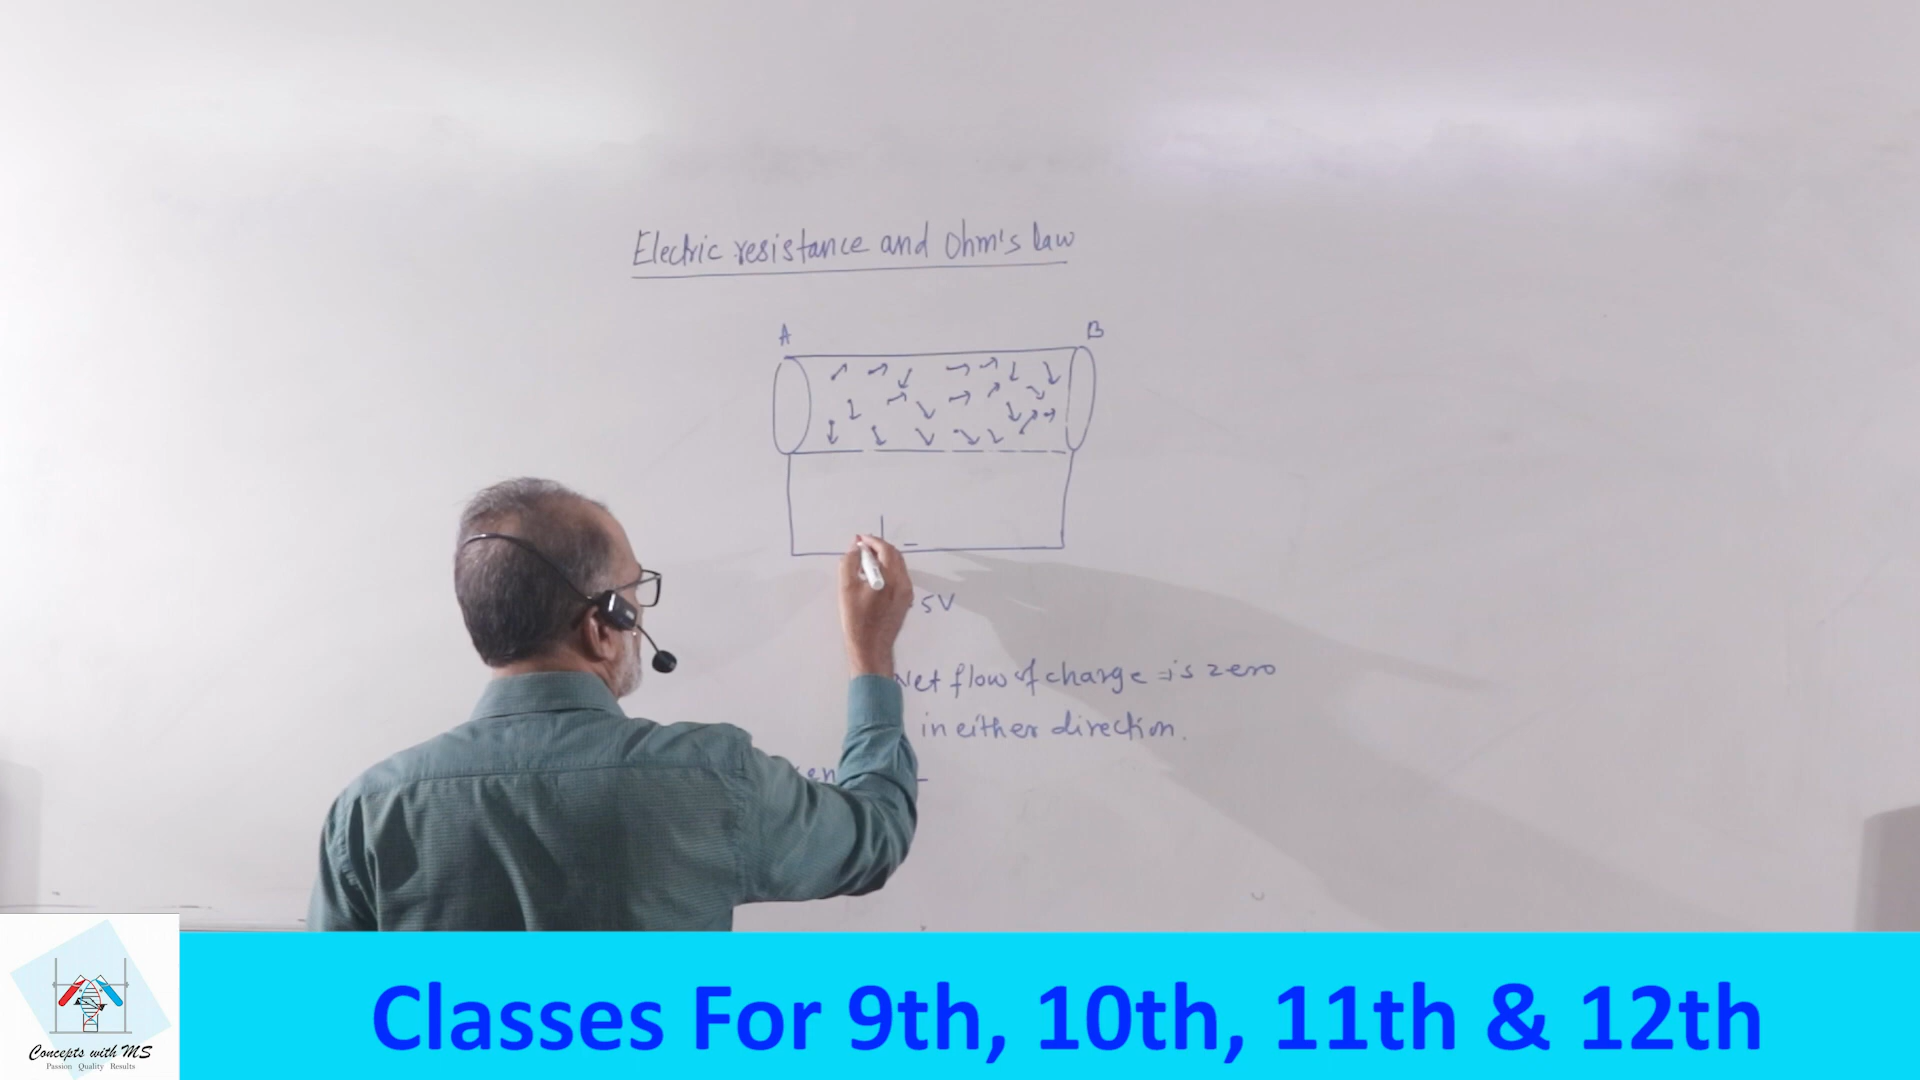 Electric resistance and Ohm's law
A B
5V
Net flow of charge is zero
in either direction.
Concepts with MS
Passion Quality Results
Classes For 9th, 10th, 11th & 12th